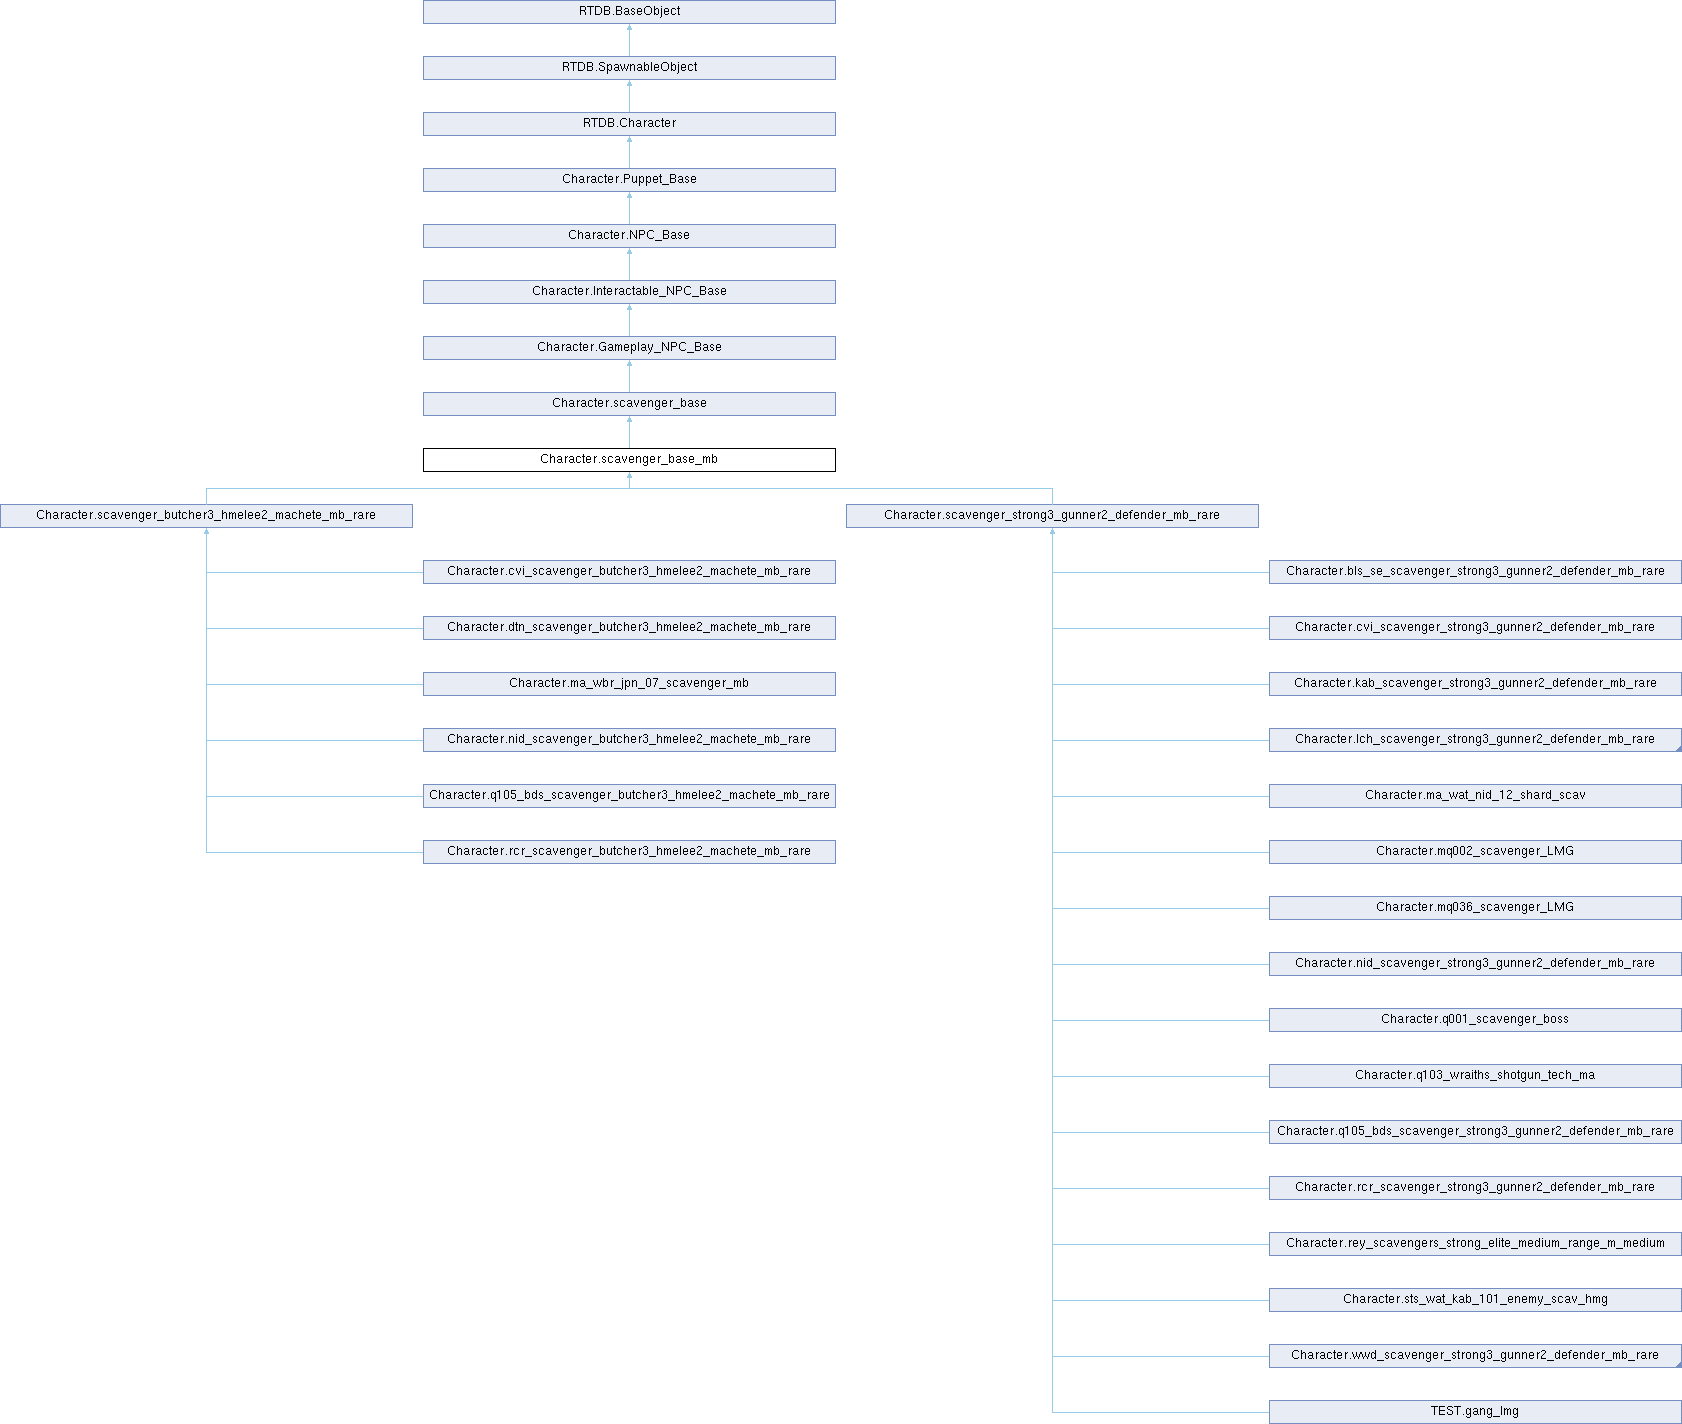 RTDB.BaseObject
RTDB.SpawnableObject
RTDB.Character
Character.Puppet_Base
Character.NPC_Base
Character.Interactable_NPC_Base
Character.Gameplay_NPC_Base
Character.scavenger_base
Character.scavenger_base_mb
Character.scavenger_butcher3_hmelee2_machete_mb_rare
Character.scavenger_strong3_gunner2_defender_mb_rare
Character.cvi_scavenger_butcher3_hmelee2_machete_mb_rare
Character.dtn_scavenger_butcher3_hmelee2_machete_mb_rare
Character.ma_wbr_jpn_07_scavenger_mb
Character.nid_scavenger_butcher3_hmelee2_machete_mb_rare
Character.q105_bds_scavenger_butcher3_hmelee2_machete_mb_rare
Character.rcr_scavenger_butcher3_hmelee2_machete_mb_rare
Character.bls_se_scavenger_strong3_gunner2_defender_mb_rare
Character.cvi_scavenger_strong3_gunner2_defender_mb_rare
Character.kab_scavenger_strong3_gunner2_defender_mb_rare
Character.lch_scavenger_strong3_gunner2_defender_mb_rare
Character.ma_wat_nid_12_shard_scav
Character.mq002_scavenger_LMG
Character.mq036_scavenger_LMG
Character.nid_scavenger_strong3_gunner2_defender_mb_rare
Character.q001_scavenger_boss
Character.q103_wraiths_shotgun_tech_ma
Character.q105_bds_scavenger_strong3_gunner2_defender_mb_rare
Character.rcr_scavenger_strong3_gunner2_defender_mb_rare
Character.rey_scavengers_strong_elite_medium_range_m_medium
Character.sts_wat_kab_101_enemy_scav_hmg
Character.wwd_scavenger_strong3_gunner2_defender_mb_rare
TEST.gang_lmg